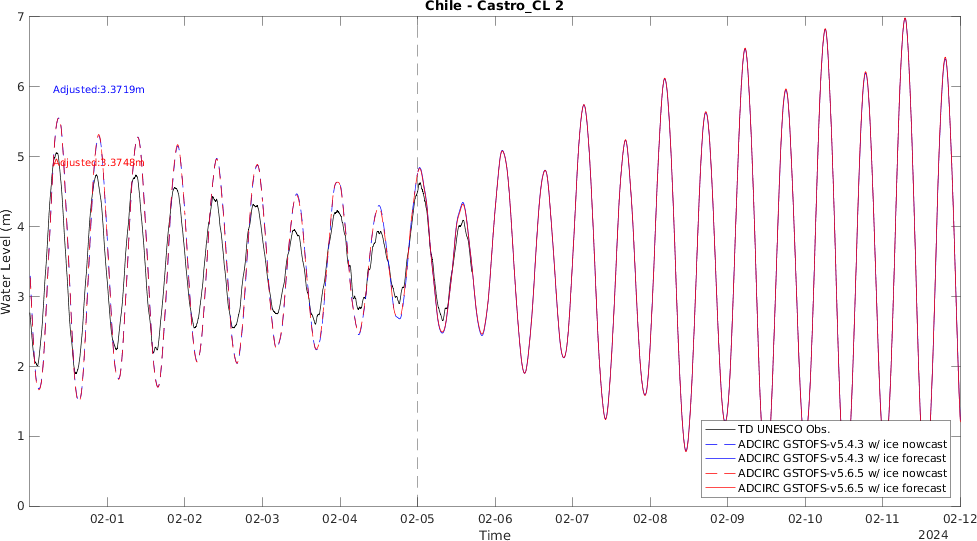 Chile - Castro_CL 2
7
6
5
4
3
2
1
0
Water Level (m)
Adjusted:3.3719m
Adjusted:3.3748m
TD UNESCO Obs.
ADCIRC GSTOFS-v5.4.3 w/ ice nowcast
ADCIRC GSTOFS-v5.4.3 w/ ice forecast
ADCIRC GSTOFS-v5.6.5 w/ ice nowcast
ADCIRC GSTOFS-v5.6.5 w/ ice forecast
02-01 02-02 02-03 02-04 02-05 02-06 02-07 02-08 02-09 02-10 02-11 02-12
Time
2024